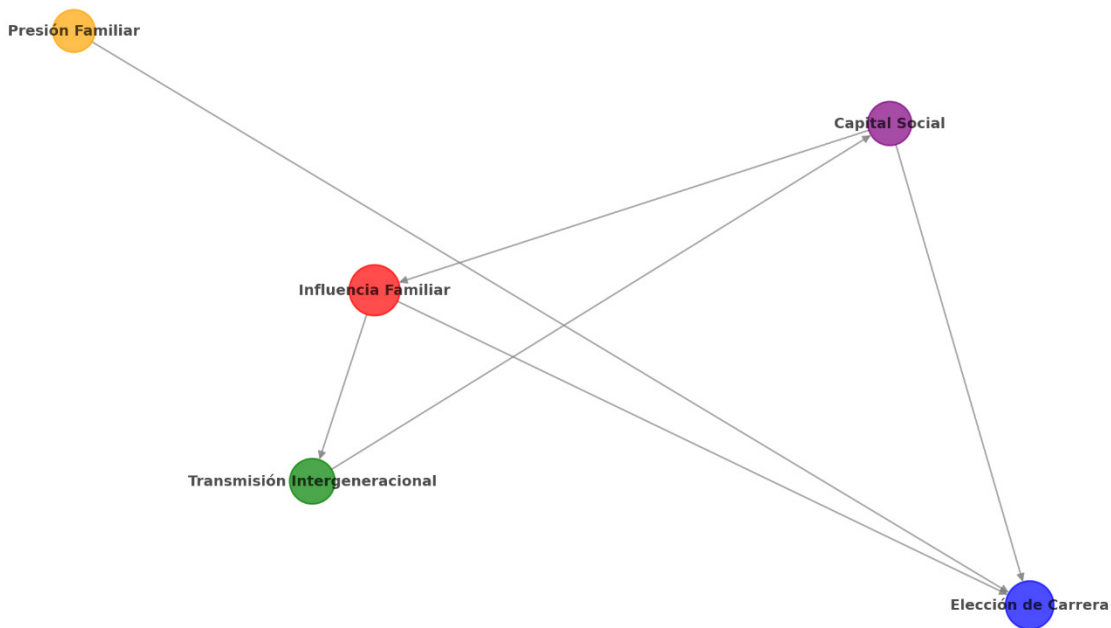 Presión Familiar
Capital Social
Influencia Familiar
Transmisión Intergeneracional
Elección de Carrera